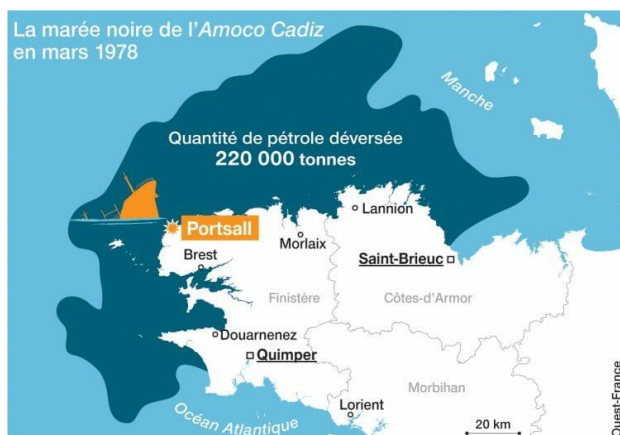 La marée noire de l'Amoco Cadiz
en mars 1978
Manche
Quantité de pétrole déversée
220 000 tonnes
Lannion
Portsall
Morlaix
Saint-Brieuc
Brest
Finistère
Côtes-d'Armor
Douarnenez
Quimper
Morbihan
Océan Atlantique
Lorient
20 km
Ouest-France